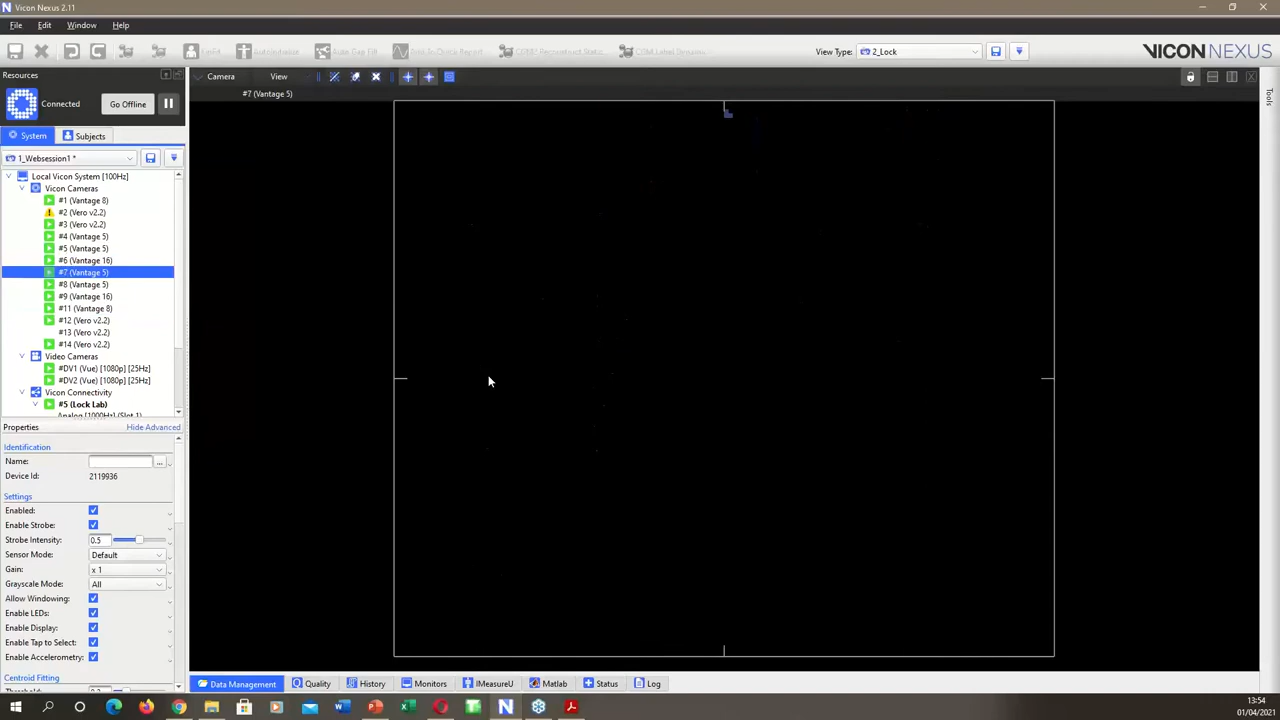 Vicon Nexus 2.11
File Edit Window Help
View Type: 2_Lock
VICON NEXUS
Resources
Camera View
#7 (Vantage 5)
Connected
Go Offline
Tools
System Subjects
1_Websession1 *
Local Vicon System [100Hz]
Vicon Cameras
#1 (Vantage 8)
#2 (Vero v2.2)
#3 (Vero v2.2)
#4 (Vantage 5)
#5 (Vantage 5)
#6 (Vantage 16)
#7 (Vantage 5)
#8 (Vantage 5)
#9 (Vantage 16)
#11 (Vantage 8)
#12 (Vero v2.2)
#13 (Vero v2.2)
#14 (Vero v2.2)
Video Cameras
#DV1 (Vue) [1080p] [25Hz]
#DV2 (Vue) [1080p] [25Hz]
Vicon Connectivity
#5 (Lock Lab)
Analog [1000Hz] (Slot 1)
Properties Hide Advanced
Identification
Name: ...
Device Id: 2119936
Settings
Enabled:
Enable Strobe:
Strobe Intensity: 0.5
Sensor Mode: Default
Gain: x 1
Grayscale Mode: All
Allow Windowing:
Enable LEDs:
Enable Display:
Enable Tap to Select:
Enable Accelerometry:
Centroid Fitting
Data Management Quality History Monitors IMeasureU Matlab Status Log
13:54
01/04/2021